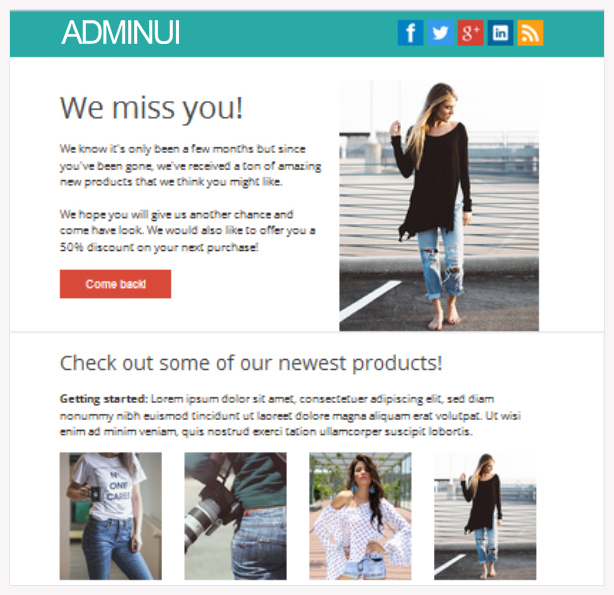 ADMINUI
We miss you!
We know it's only been a few months but since
you've been gone, we've received a ton of amazing
new products that we think you might like.
We hope you will give us another chance and
come have look. We would also like to offer you a
50% discount on your next purchase!
Come back!
Check out some of our newest products!
Getting started: Lorem ipsum dolor sit amet, consectetuer adipiscing elit, sed diam
nonummy nibh euismod tincidunt ut laoreet dolore magna aliquam erat volutpat. Ut wisi
enim ad minim veniam, quis nostrud exerci tation ullamcorper suscipit lobortis.
ONE
CARES